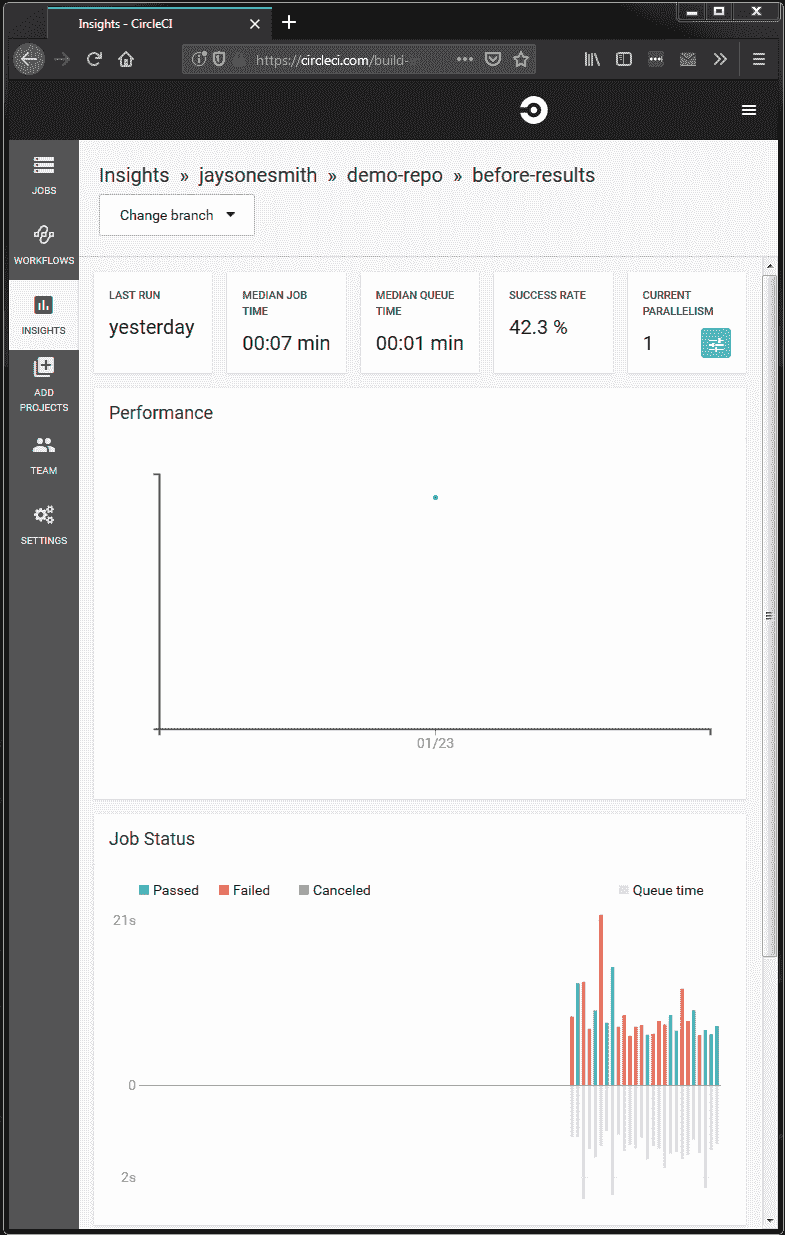 Insights - CircleCI
https://circleci.com/build-
Insights » jaysonesmith » demo-repo » before-results
Change branch
JOBS
WORKFLOWS
INSIGHTS
ADD
PROJECTS
TEAM
SETTINGS
LAST RUN
yesterday
MEDIAN JOB
TIME
00:07 min
MEDIAN QUEUE
TIME
00:01 min
SUCCESS RATE
42.3 %
CURRENT
PARALLELISM
1
Performance
01/23
Job Status
Passed Failed Canceled Queue time
21s
0
2s